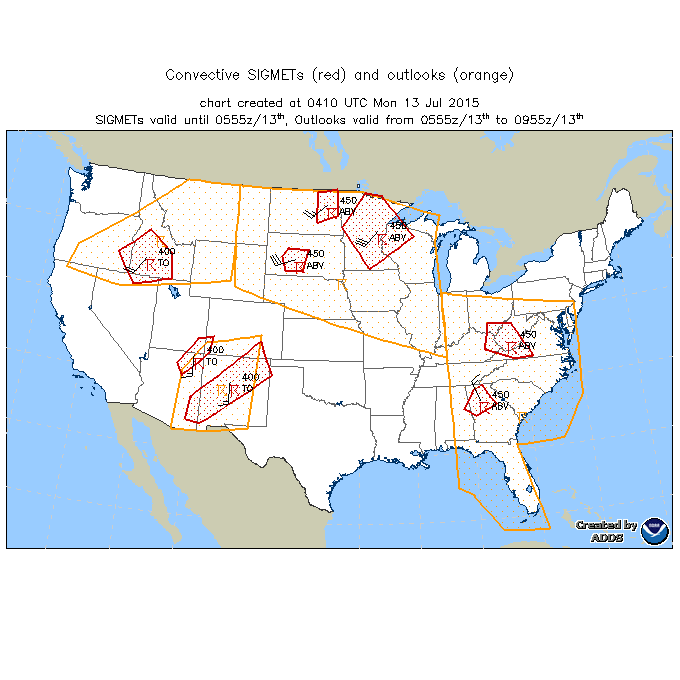 Convective SIGMETs (red) and outlooks (orange)
chart created at 0410 UTC Mon 13 Jul 2015
SIGMETs valid until 0555z/13th, Outlooks valid from 0555z/13th to 0955z/13th
450
ABV
450
ABV
400
TO
450
ABV
450
ABV
400
TO
400
TO
450
ABV
Created by
ADDS